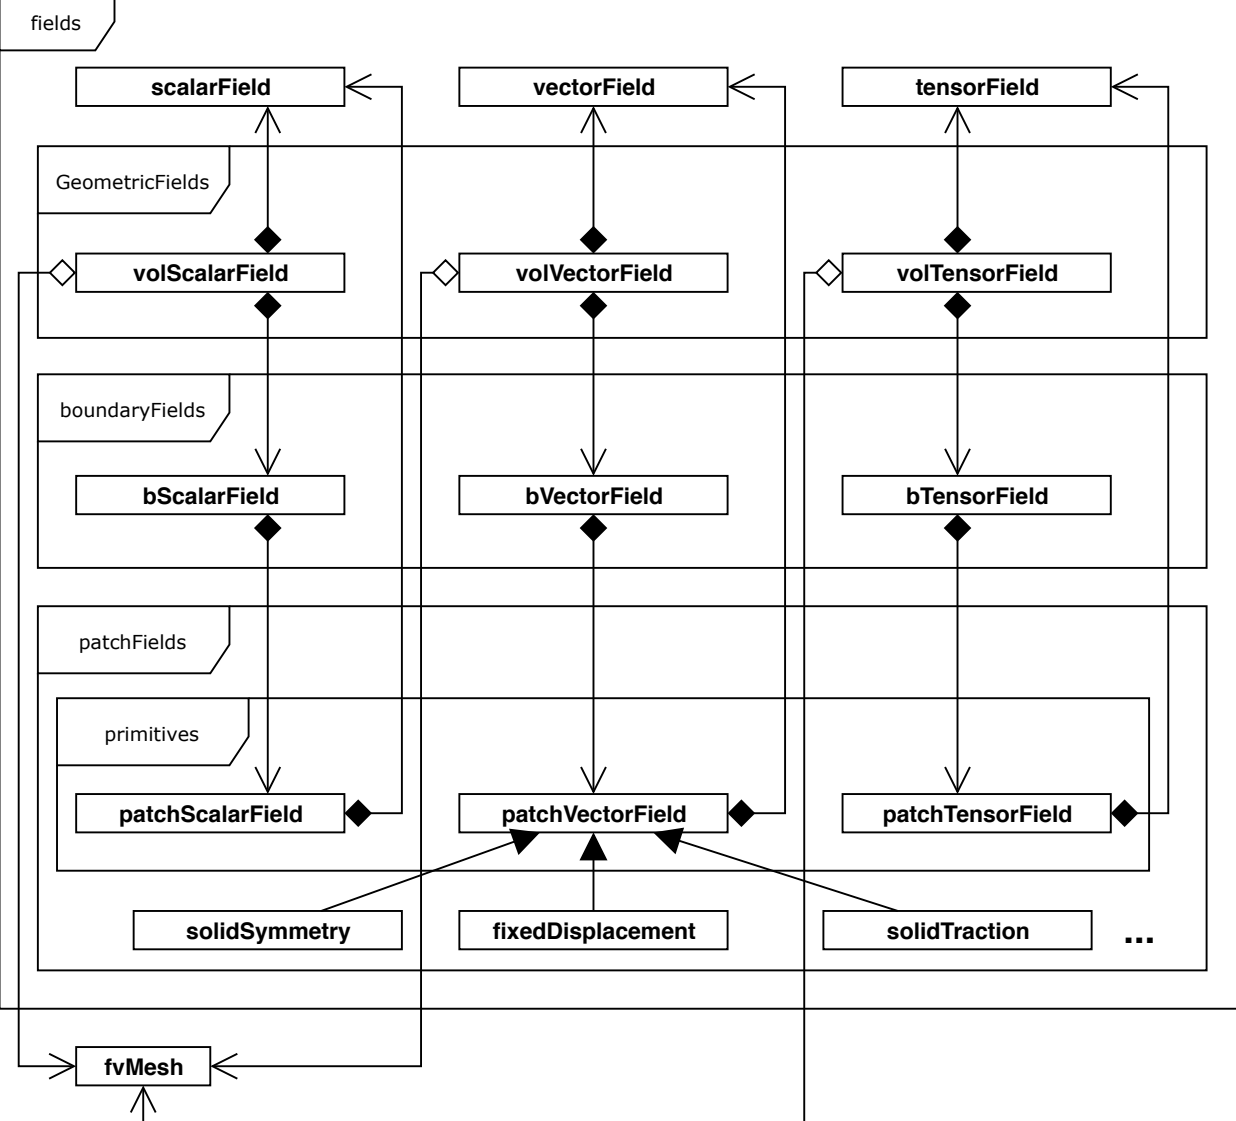 fields
scalarField
vectorField
tensorField
GeometricFields
volScalarField
volVectorField
volTensorField
boundaryFields
bScalarField
bVectorField
bTensorField
patchFields
primitives
patchScalarField
patchVectorField
patchTensorField
solidSymmetry
fixedDisplacement
solidTraction
...
fvMesh